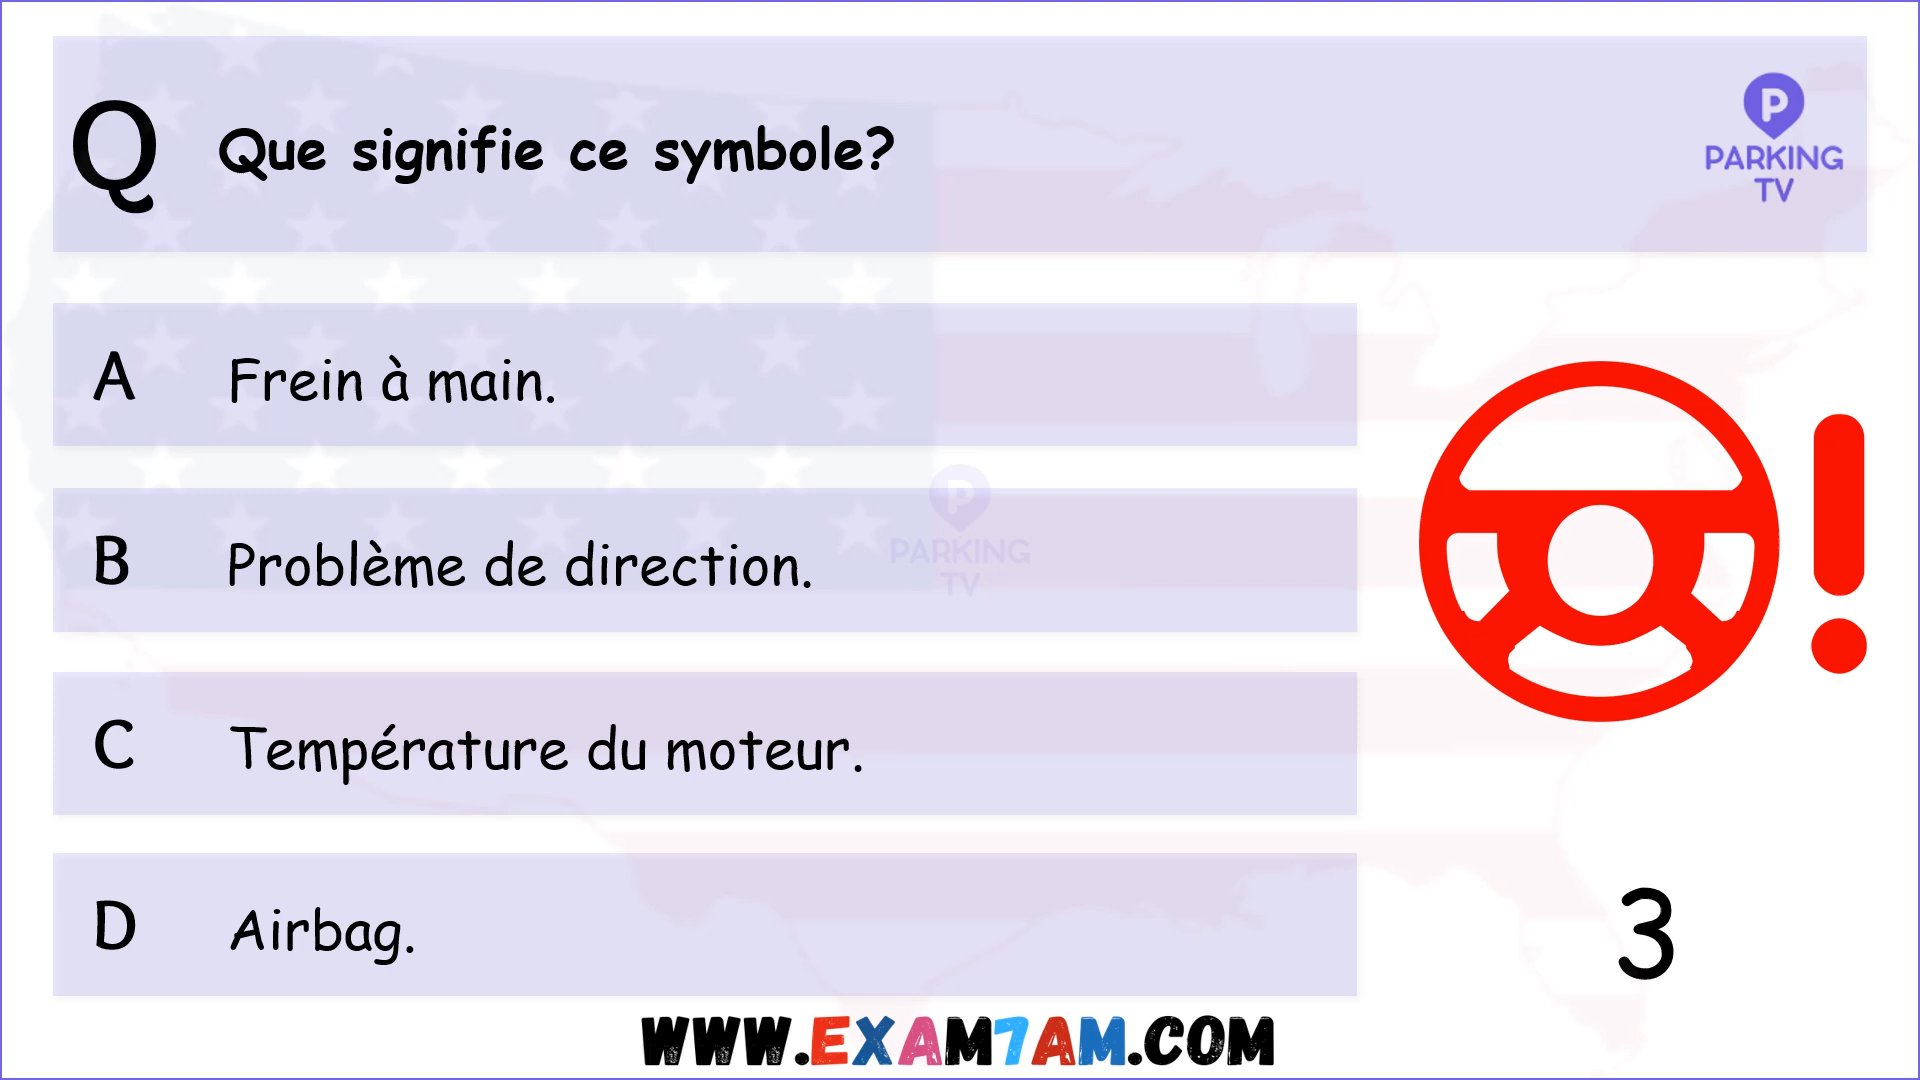 Q Que signifie ce symbole?
PARKING
TV
A Frein à main.
B Problème de direction.
PARKING
TV
C Température du moteur.
D Airbag.
3
WWW.EXAM7AM.COM